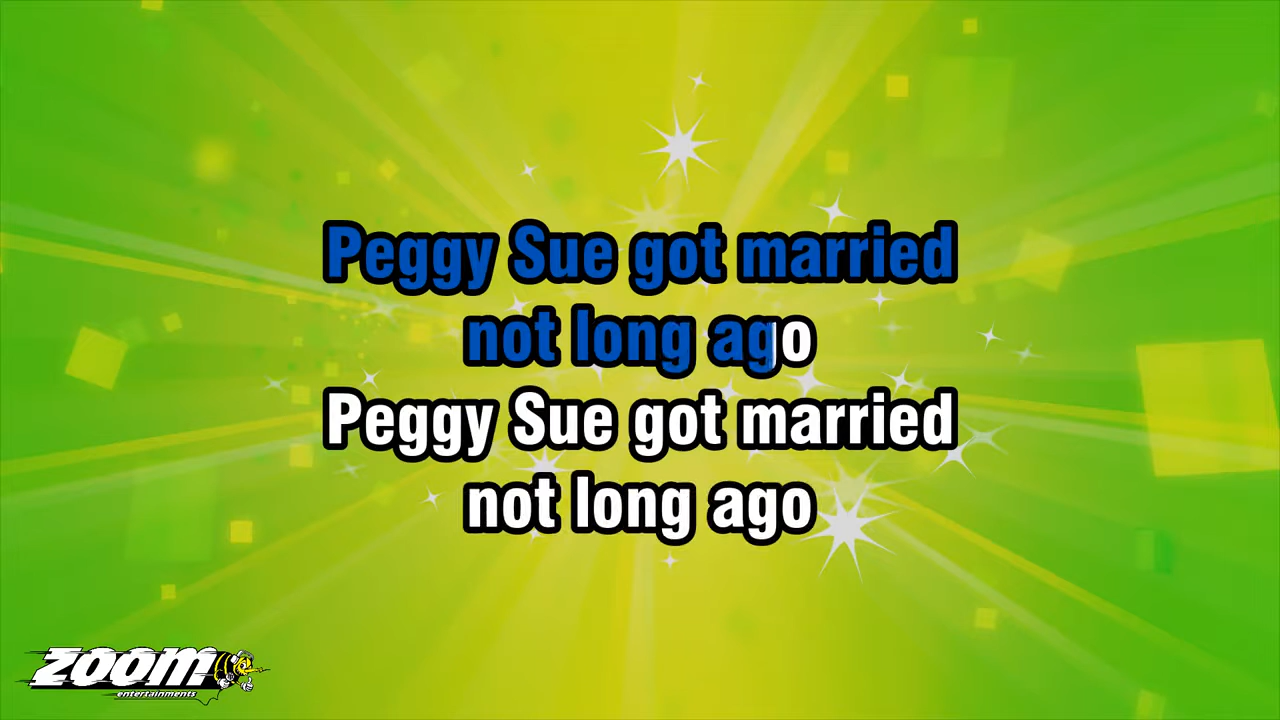 Peggy Sue got married
not long ago
Peggy Sue got married
not long ago
ZOOM
entertainments